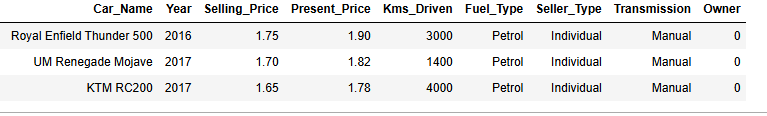 Car_Name Year Selling_Price Present_Price Kms_Driven Fuel_Type Seller_Type Transmission Owner
Royal Enfield Thunder 500 2016 1.75 1.90 3000 Petrol Individual Manual 0
UM Renegade Mojave 2017 1.70 1.82 1400 Petrol Individual Manual 0
KTM RC200 2017 1.65 1.78 4000 Petrol Individual Manual 0